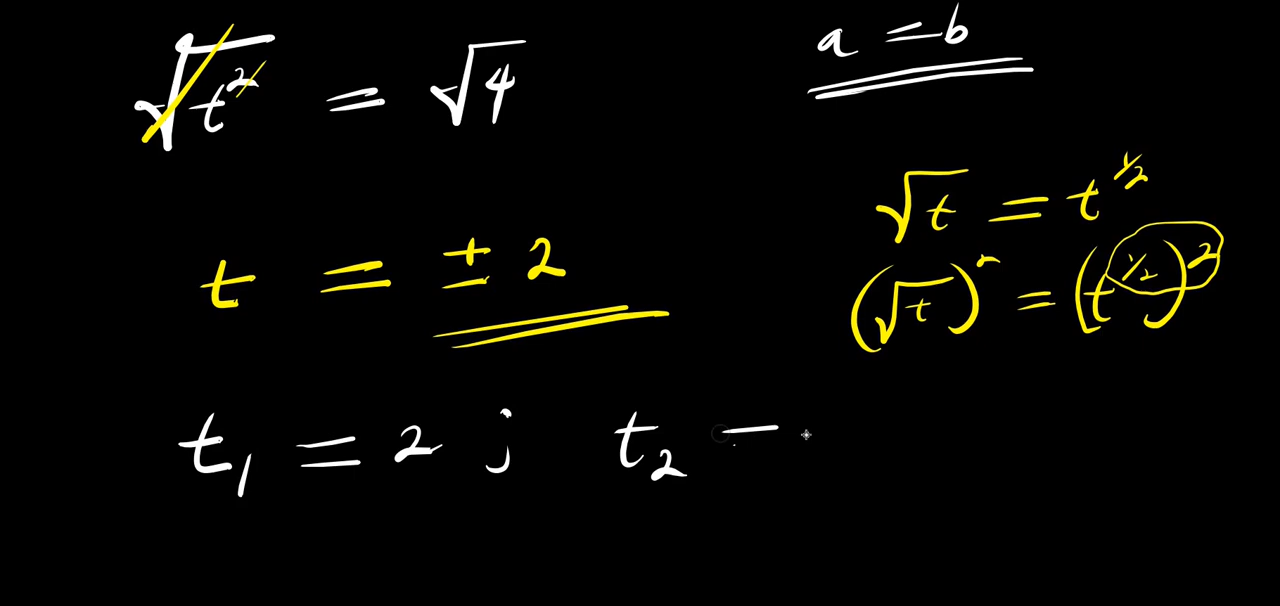 √t² = √4
a = b
√t = t^1/2
t = ± 2
(√t)² = (t^1/2)^2
t₁ = 2 ; t₂ –